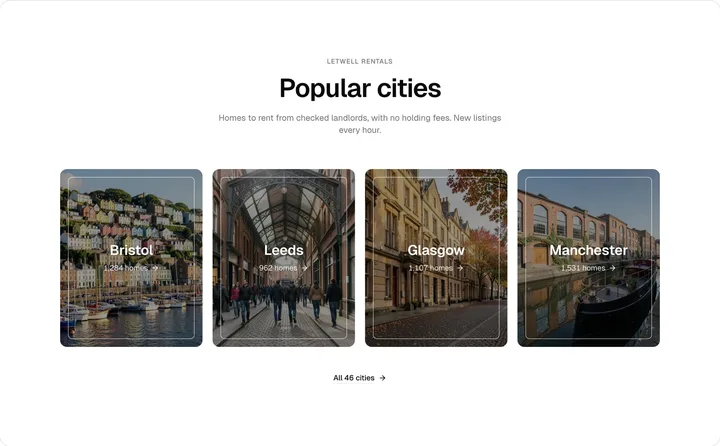 LETWELL RENTALS
Popular cities
Homes to rent from checked landlords, with no holding fees. New listings
every hour.
Bristol
1,284 homes →
Leeds
962 homes →
Glasgow
1,107 homes →
Manchester
1,531 homes →
All 46 cities →